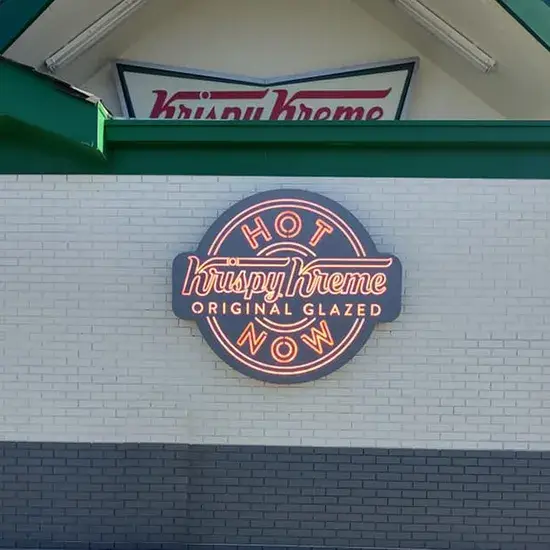 Krispy Kreme
HOT
Krispy Kreme
ORIGINAL GLAZED
NOW